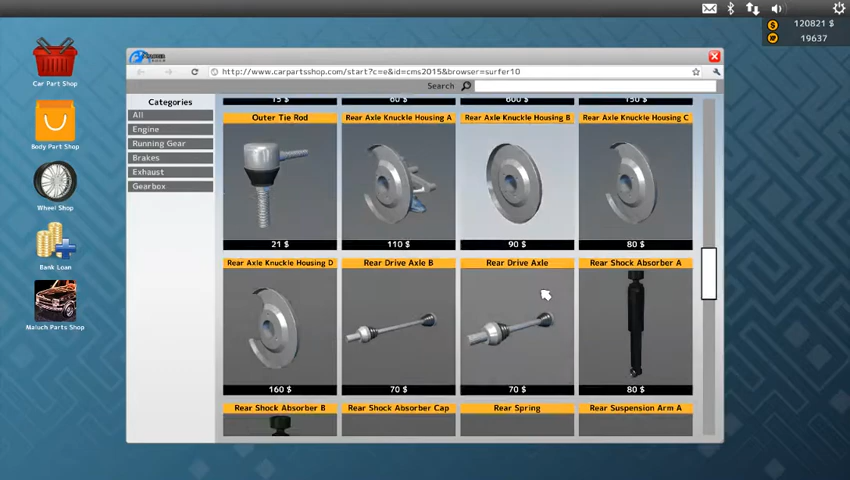 120821 $
19637
http://www.carpartsshop.com/start?c=e&id=cms2015&browser=surfer10
Search
Categories
All
Engine
Running Gear
Brakes
Exhaust
Gearbox
Car Part Shop
Body Part Shop
Wheel Shop
Bank Loan
Maluch Parts Shop
15 $
60 $
600 $
150 $
Outer Tie Rod
Rear Axle Knuckle Housing A
Rear Axle Knuckle Housing B
Rear Axle Knuckle Housing C
21 $
110 $
90 $
80 $
Rear Axle Knuckle Housing D
Rear Drive Axle B
Rear Drive Axle
Rear Shock Absorber A
160 $
70 $
70 $
80 $
Rear Shock Absorber B
Rear Shock Absorber Cap
Rear Spring
Rear Suspension Arm A